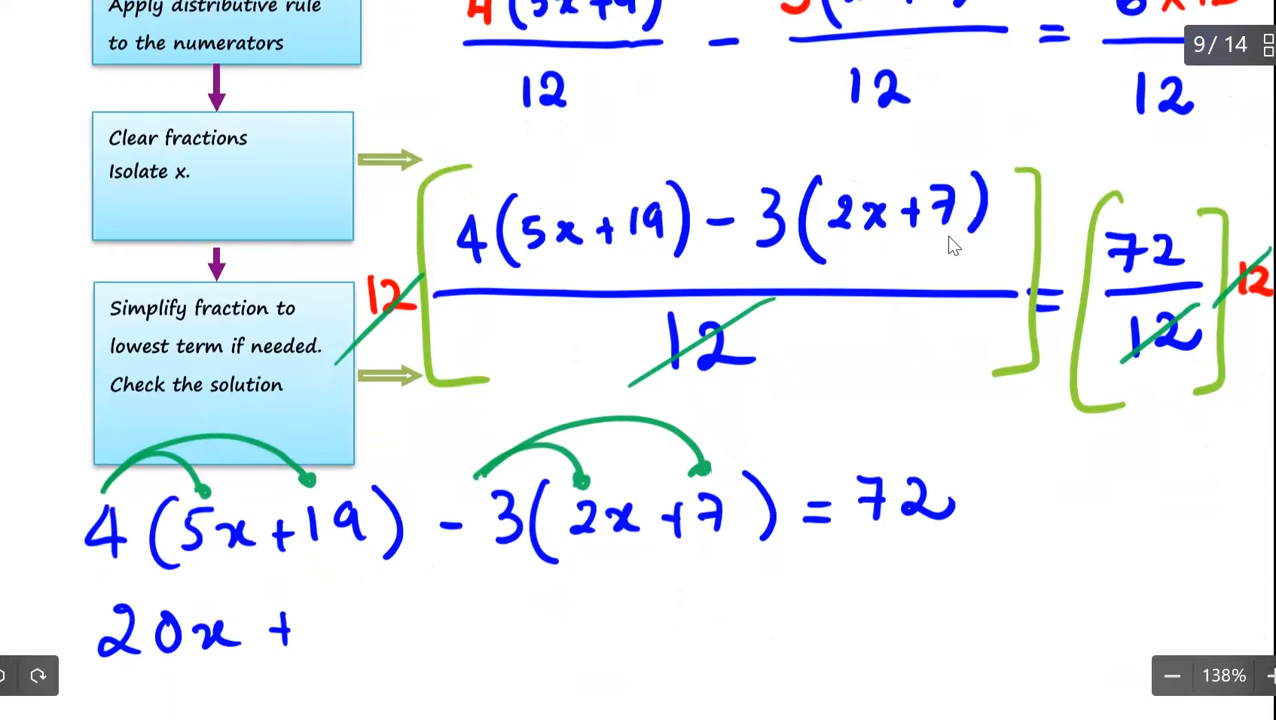 Apply distributive rule
to the numerators
12 - 12 = 12
9 / 14
Clear fractions
Isolate x.
4(5x+19) - 3(2x+7)
72
12 12 = 12
12
Simplify fraction to
lowest term if needed.
Check the solution
4(5x+19) - 3(2x+7) = 72
20x +
138%